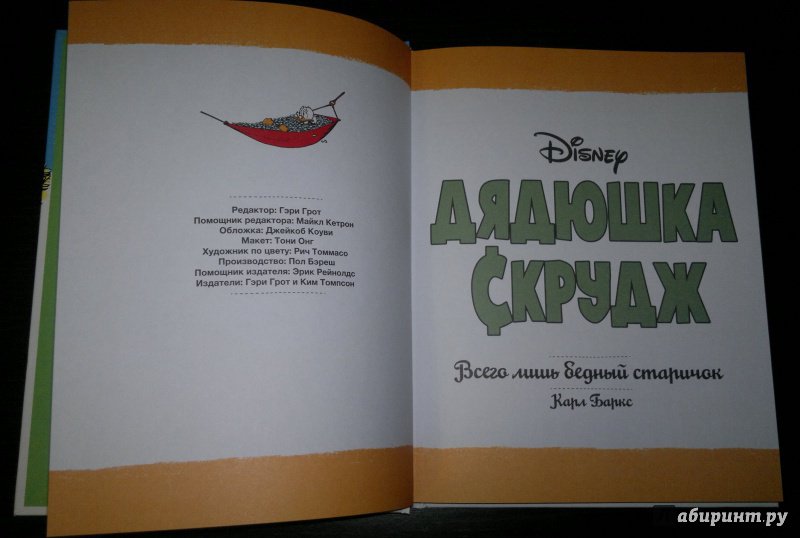 Редактор: Гэри Грот
Помощник редактора: Майкл Кетрон
Обложка: Джейкоб Коуви
Макет: Тони Онг
Художник по цвету: Рич Томмасо
Производство: Пол Бэреш
Помощник издателя: Эрик Рейнолдс
Издатели: Гэри Грот и Ким Томпсон
Disney
ДЯДЮШКА
СКРУДЖ
Всего лишь бедный старичок
Карл Баркс
Лабиринт.ру